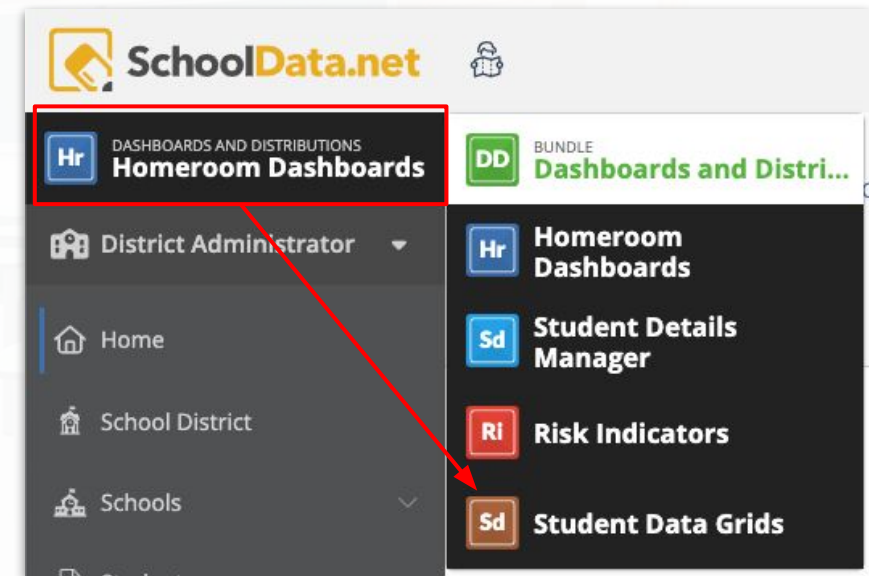 SchoolData.net
Hr
DASHBOARDS AND DISTRIBUTIONS
Homeroom Dashboards
District Administrator
Home
School District
Schools
DD
BUNDLE
Dashboards and Distri...
Hr
Homeroom
Dashboards
Sd
Student Details
Manager
Ri
Risk Indicators
Sd
Student Data Grids